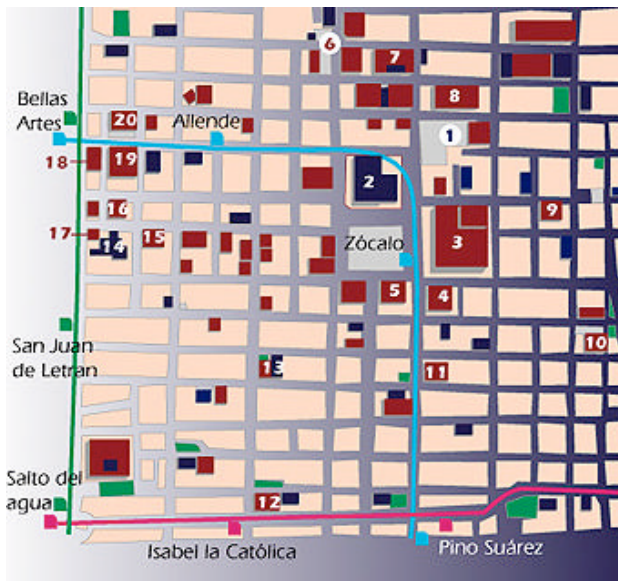 6
7
8
Bellas
Artes
20
Allende
1
18
19
2
16
9
17
14
15
Zócalo
3
5
4
San Juan
de Letran
10
13
11
Salto del
agua
12
Isabel la Católica
Pino Suárez